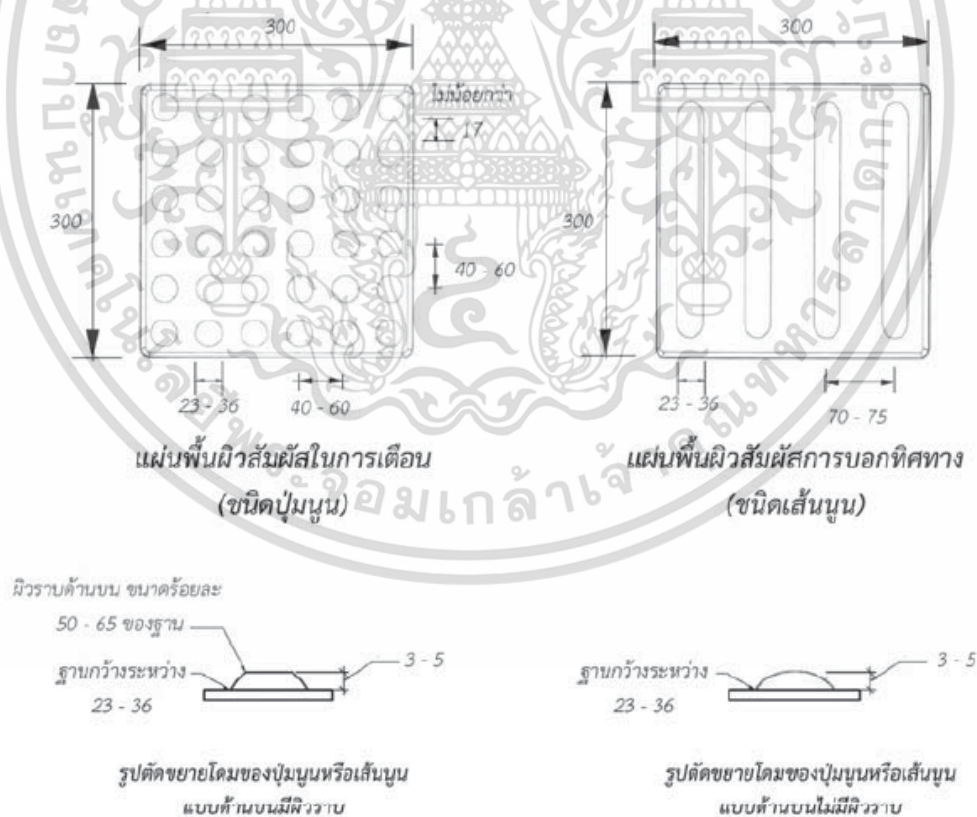 300
300
ไม่น้อยกว่า
17
300
300
40 - 60
23 - 36
40 - 60
23 - 36
70 - 75
แผ่นพื้นผิวสัมผัสในการเตือน
(ชนิดปุ่มนูน)
แผ่นพื้นผิวสัมผัสการบอกทิศทาง
(ชนิดเส้นนูน)
ผิวราบด้านบน ขนาดร้อยละ
50 - 65 ของฐาน
ฐานกว้างระหว่าง
23 - 36
3 - 5
ฐานกว้างระหว่าง
23 - 36
3 - 5
รูปตัดขยายโดมของปุ่มนูนหรือเส้นนูน
แบบด้านบนมีผิวราบ
รูปตัดขยายโดมของปุ่มนูนหรือเส้นนูน
แบบด้านบนไม่มีผิวราบ